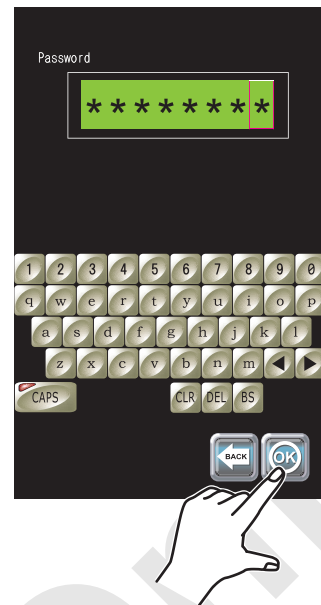 Password
********
1 2 3 4 5 6 7 8 9 0
q w e r t y u i o p
a s d f g h j k l
z x c v b n m ◀ ▶
CAPS CLR DEL BS
BACK OK